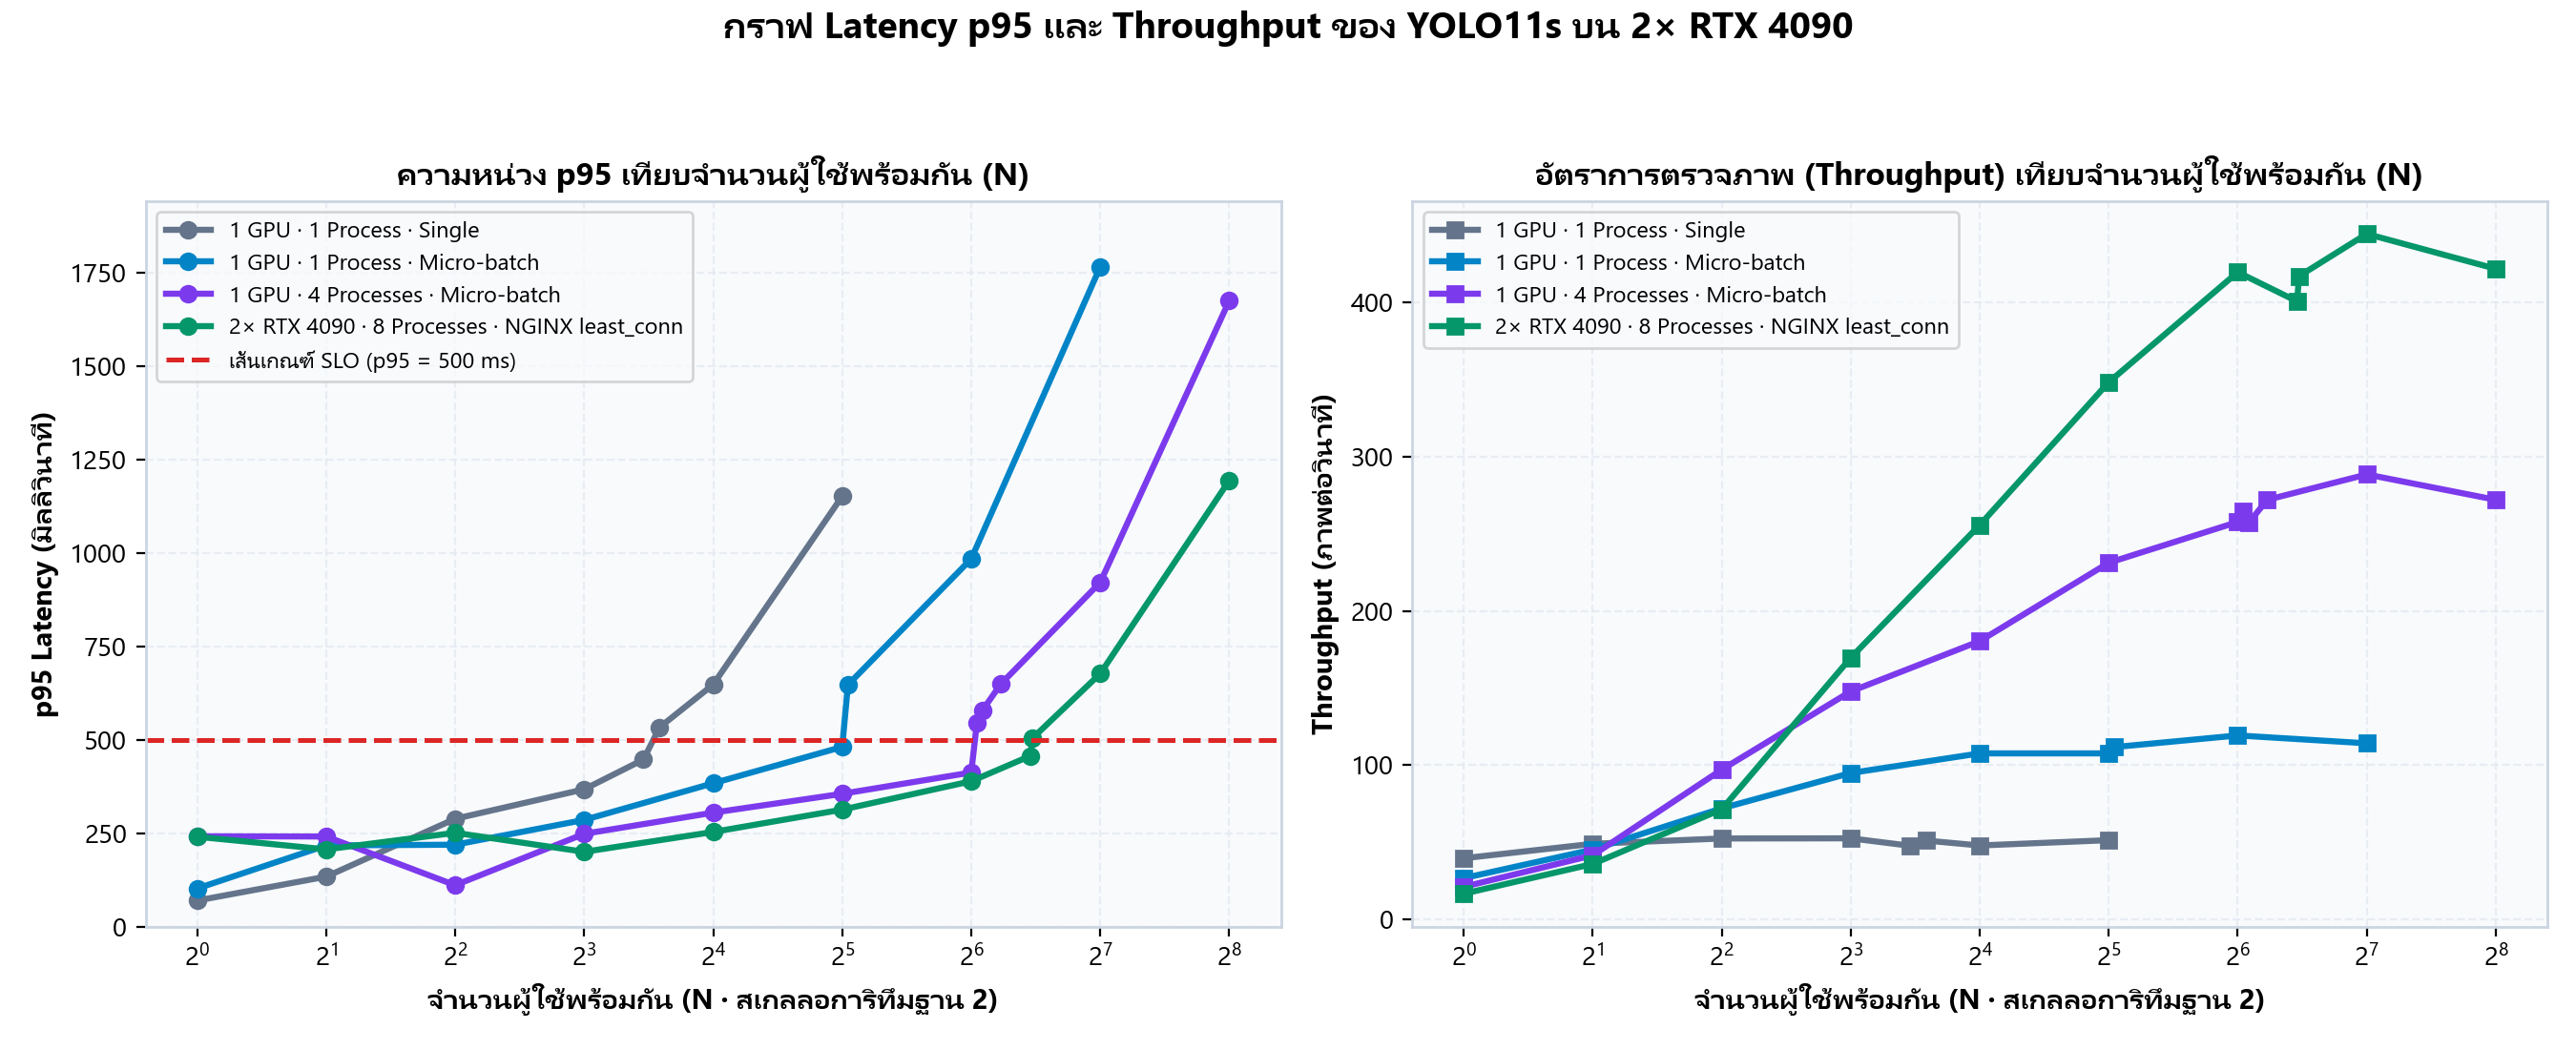 กราฟ Latency p95 และ Throughput ของ YOLO11s บน 2× RTX 4090
ความหน่วง p95 เทียบจำนวนผู้ใช้พร้อมกัน (N)
1 GPU · 1 Process · Single
1 GPU · 1 Process · Micro-batch
1 GPU · 4 Processes · Micro-batch
2× RTX 4090 · 8 Processes · NGINX least_conn
เส้นเกณฑ์ SLO (p95 = 500 ms)
p95 Latency (มิลลิวินาที)
1750
1500
1250
1000
750
500
250
0
2⁰ 2¹ 2² 2³ 2⁴ 2⁵ 2⁶ 2⁷ 2⁸
จำนวนผู้ใช้พร้อมกัน (N · สเกลลอการิทึมฐาน 2)
อัตราการตรวจภาพ (Throughput) เทียบจำนวนผู้ใช้พร้อมกัน (N)
1 GPU · 1 Process · Single
1 GPU · 1 Process · Micro-batch
1 GPU · 4 Processes · Micro-batch
2× RTX 4090 · 8 Processes · NGINX least_conn
Throughput (ภาพต่อวินาที)
400
300
200
100
0
2⁰ 2¹ 2² 2³ 2⁴ 2⁵ 2⁶ 2⁷ 2⁸
จำนวนผู้ใช้พร้อมกัน (N · สเกลลอการิทึมฐาน 2)